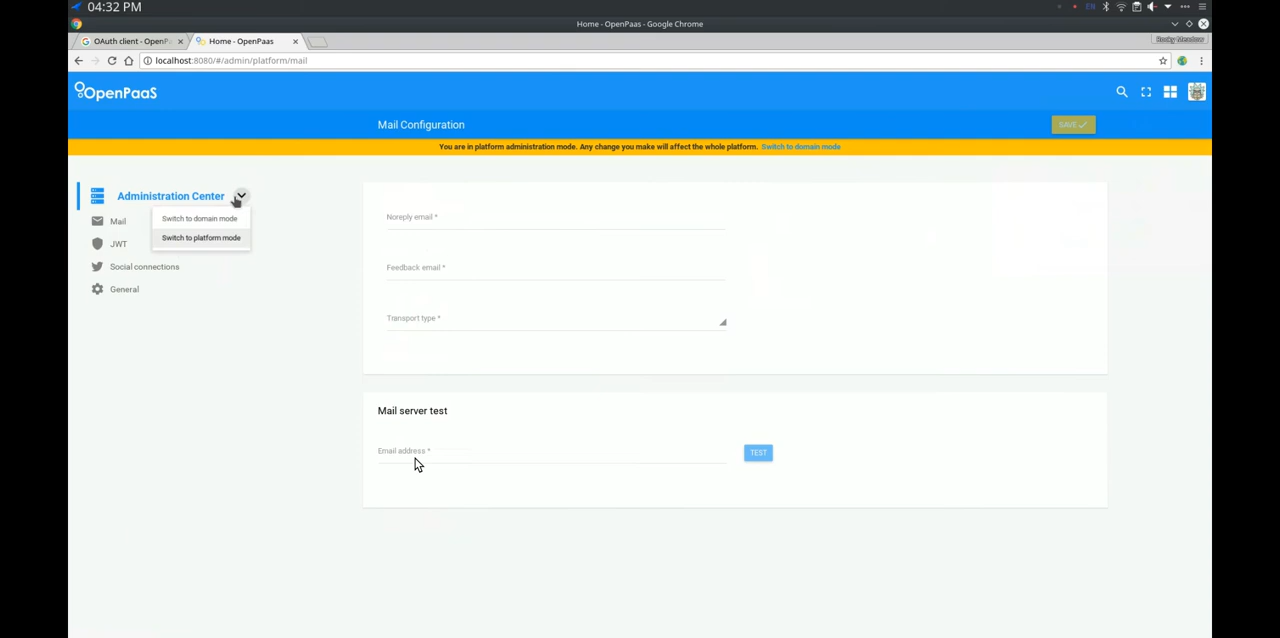 04:32 PM
EN
Home - OpenPaas - Google Chrome
OAuth client - OpenPa
Home - OpenPaas
Rocky Meadow
localhost:8080/#/admin/platform/mail
OpenPaaS
Mail Configuration
SAVE
You are in platform administration mode. Any change you make will affect the whole platform. Switch to domain mode
Administration Center
Switch to domain mode
Switch to platform mode
Mail
JWT
Social connections
General
Noreply email *
Feedback email *
Transport type *
Mail server test
Email address *
TEST